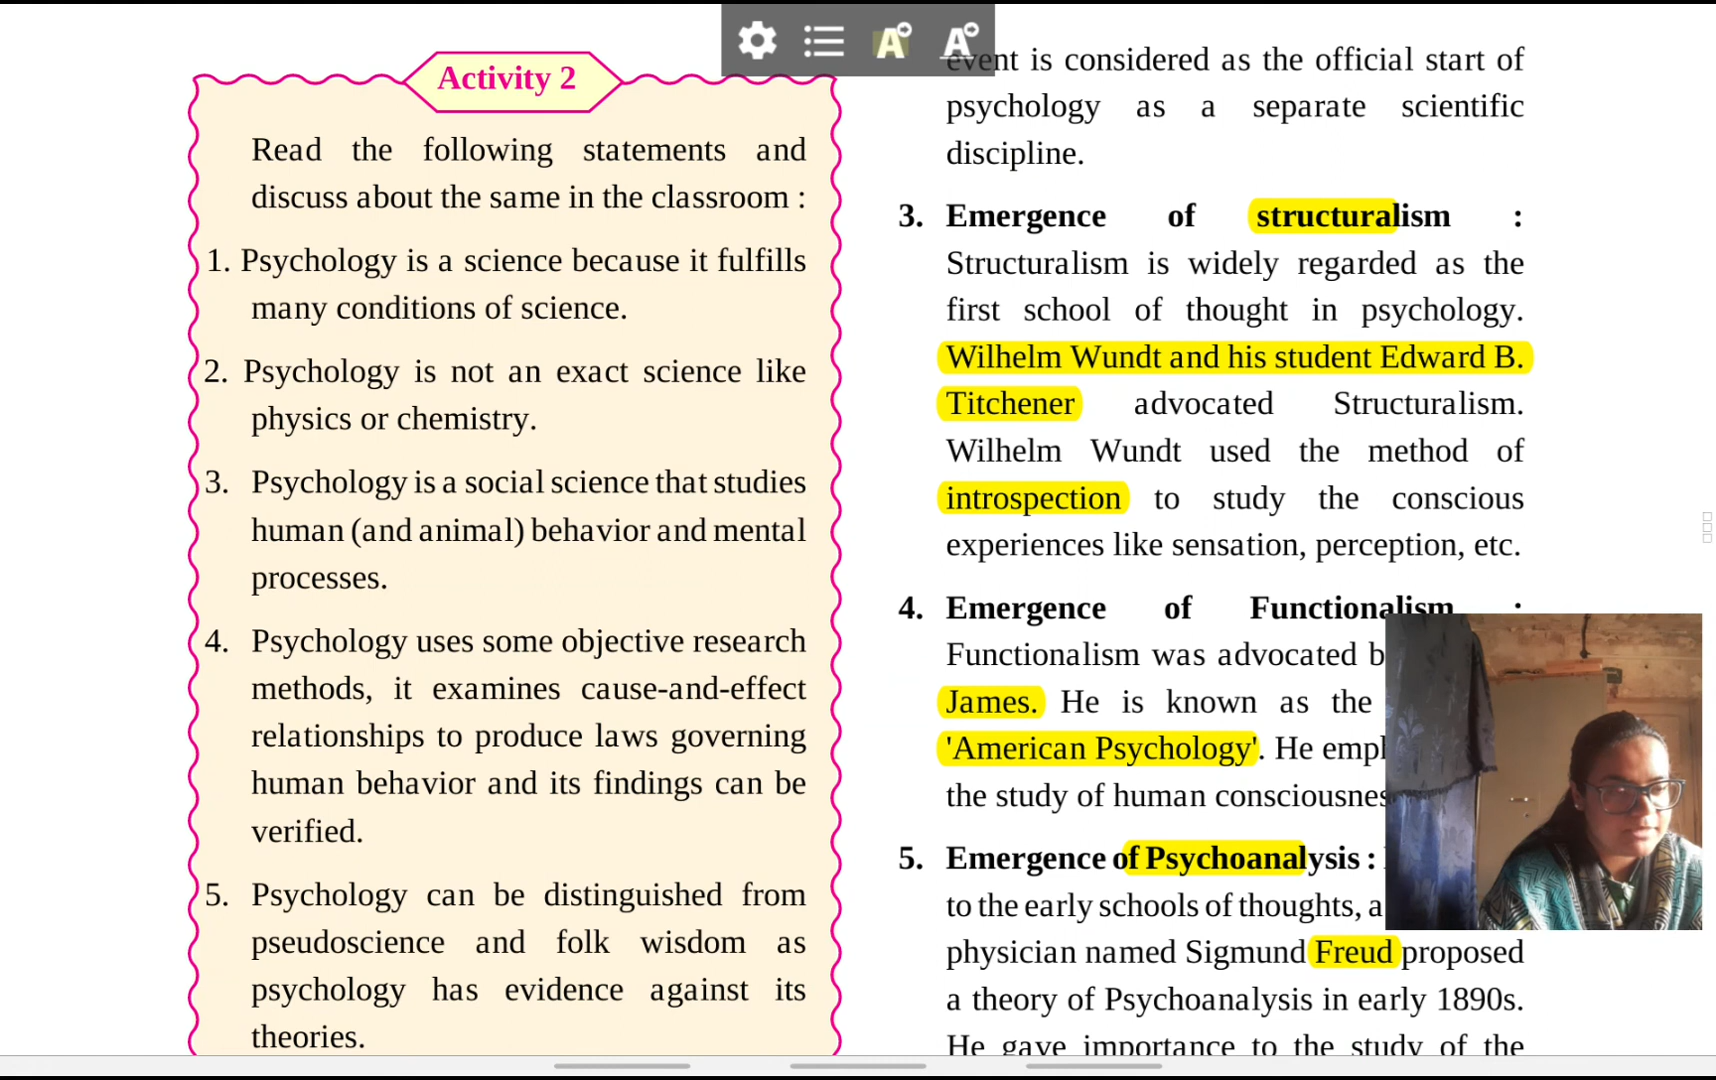 Activity 2
Read the following statements and
discuss about the same in the classroom :
1. Psychology is a science because it fulfills
many conditions of science.
2. Psychology is not an exact science like
physics or chemistry.
3. Psychology is a social science that studies
human (and animal) behavior and mental
processes.
4. Psychology uses some objective research
methods, it examines cause-and-effect
relationships to produce laws governing
human behavior and its findings can be
verified.
5. Psychology can be distinguished from
pseudoscience and folk wisdom as
psychology has evidence against its
theories.
event is considered as the official start of
psychology as a separate scientific
discipline.
3. Emergence of structuralism :
Structuralism is widely regarded as the
first school of thought in psychology.
Wilhelm Wundt and his student Edward B.
Titchener advocated Structuralism.
Wilhelm Wundt used the method of
introspection to study the conscious
experiences like sensation, perception, etc.
4. Emergence of Functionalism :
Functionalism was advocated
James. He is known as the
'American Psychology'. He
the study of human
5. Emergence of Psychoanalysis :
to the early schools of thoughts, a
physician named Sigmund Freud proposed
a theory of Psychoanalysis in early 1890s.
He gave importance to the study of the